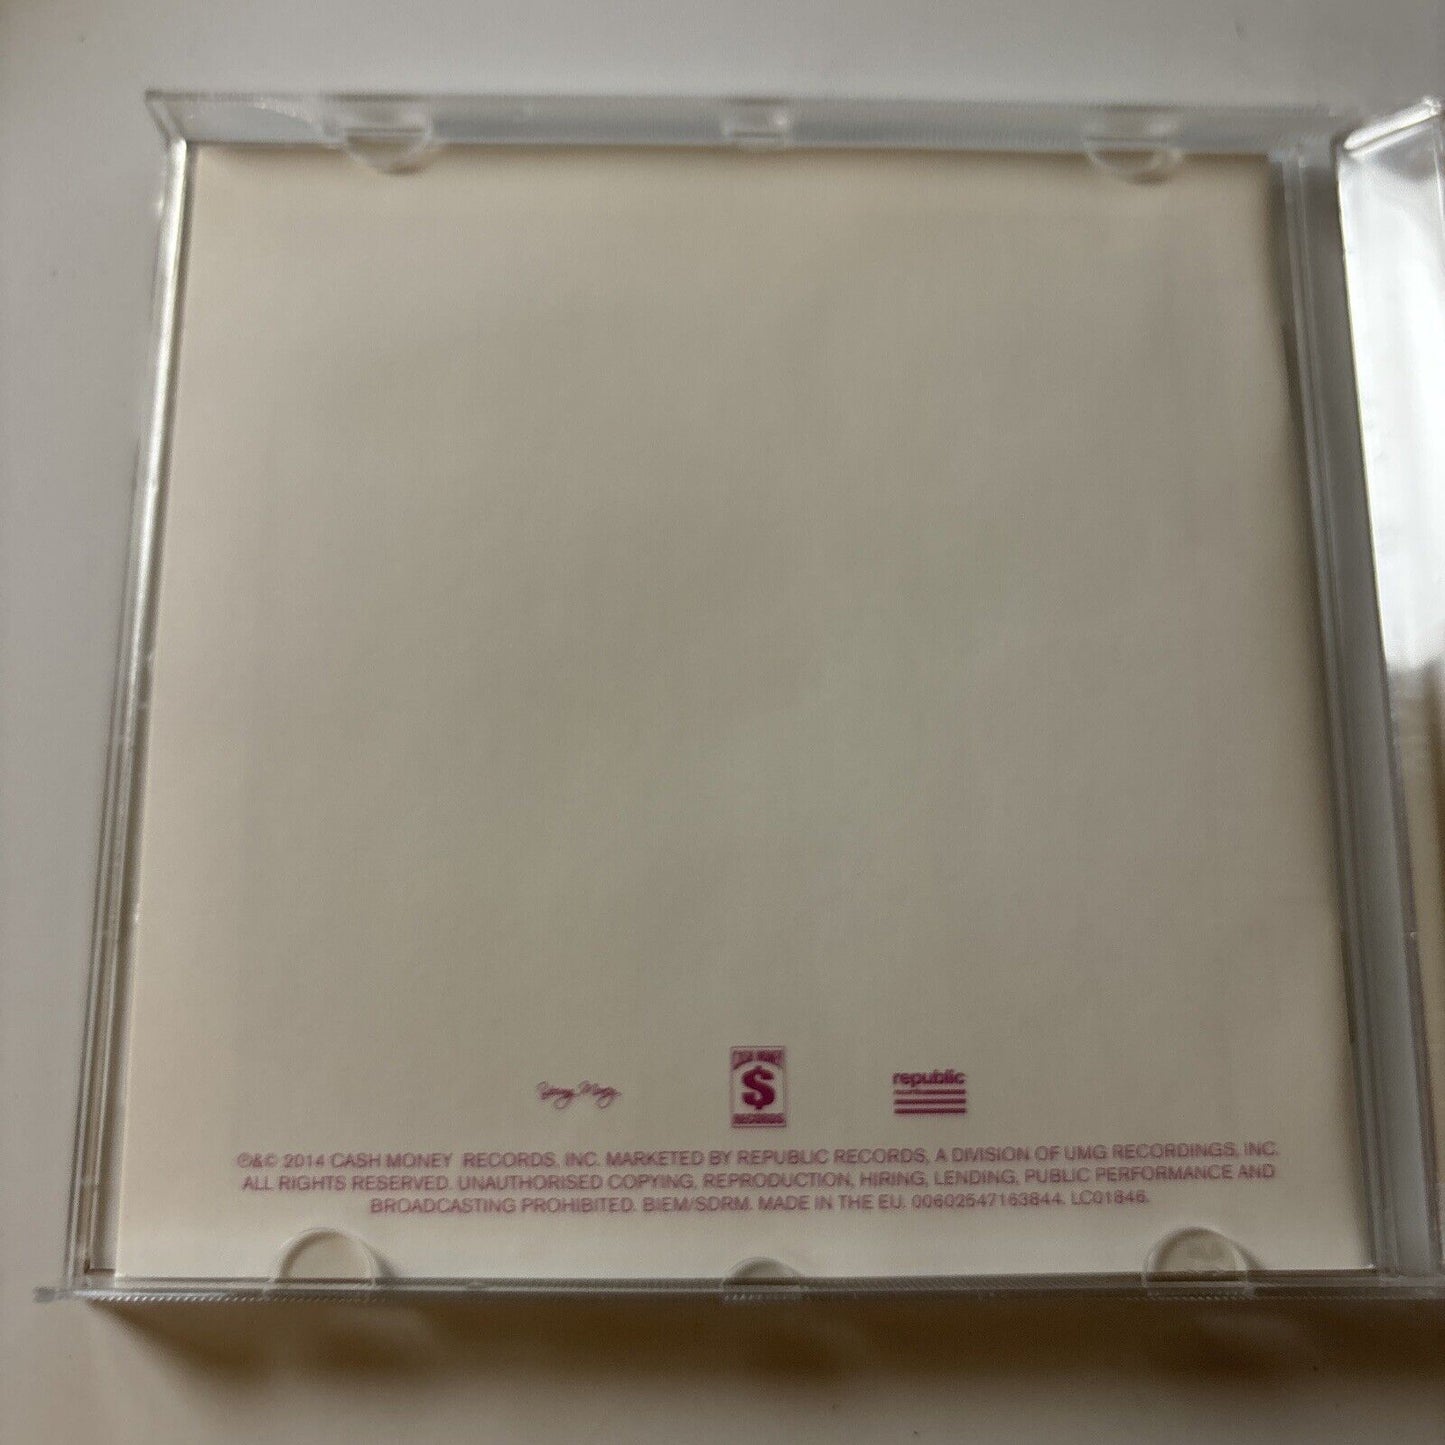 Young Money
CASH MONEY
$
RECORDS
republic
℗&© 2014 CASH MONEY RECORDS, INC. MARKETED BY REPUBLIC RECORDS, A DIVISION OF UMG RECORDINGS, INC.
ALL RIGHTS RESERVED. UNAUTHORISED COPYING, REPRODUCTION, HIRING, LENDING, PUBLIC PERFORMANCE AND
BROADCASTING PROHIBITED. BIEM/SDRM. MADE IN THE EU. 00602547163844. LC01846.